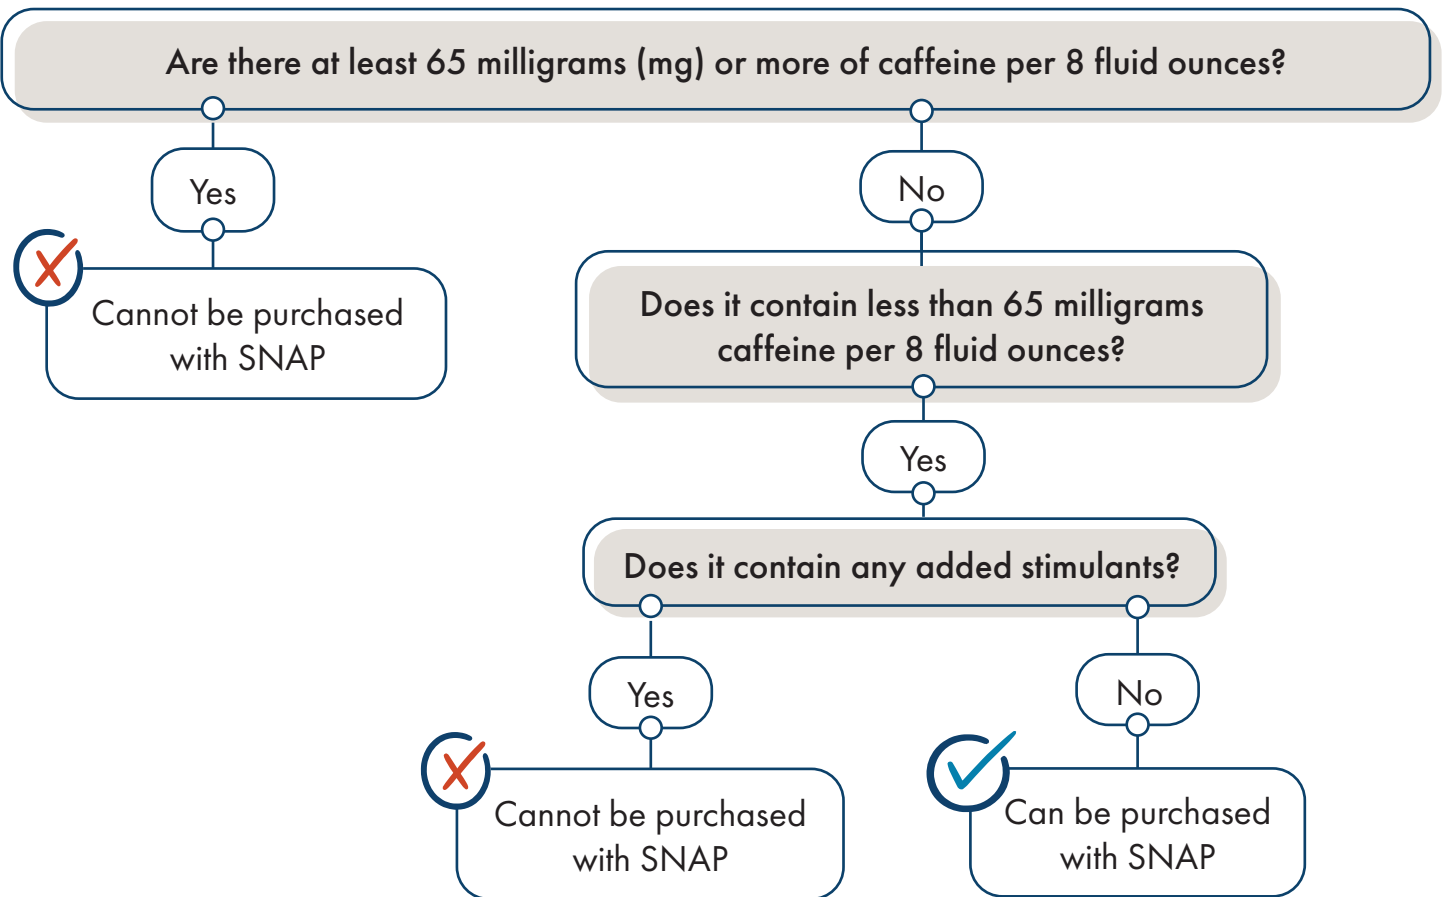 Are there at least 65 milligrams (mg) or more of caffeine per 8 fluid ounces?
Yes
No
Cannot be purchased
with SNAP
Does it contain less than 65 milligrams
caffeine per 8 fluid ounces?
Yes
Does it contain any added stimulants?
Yes
No
Cannot be purchased
with SNAP
Can be purchased
with SNAP